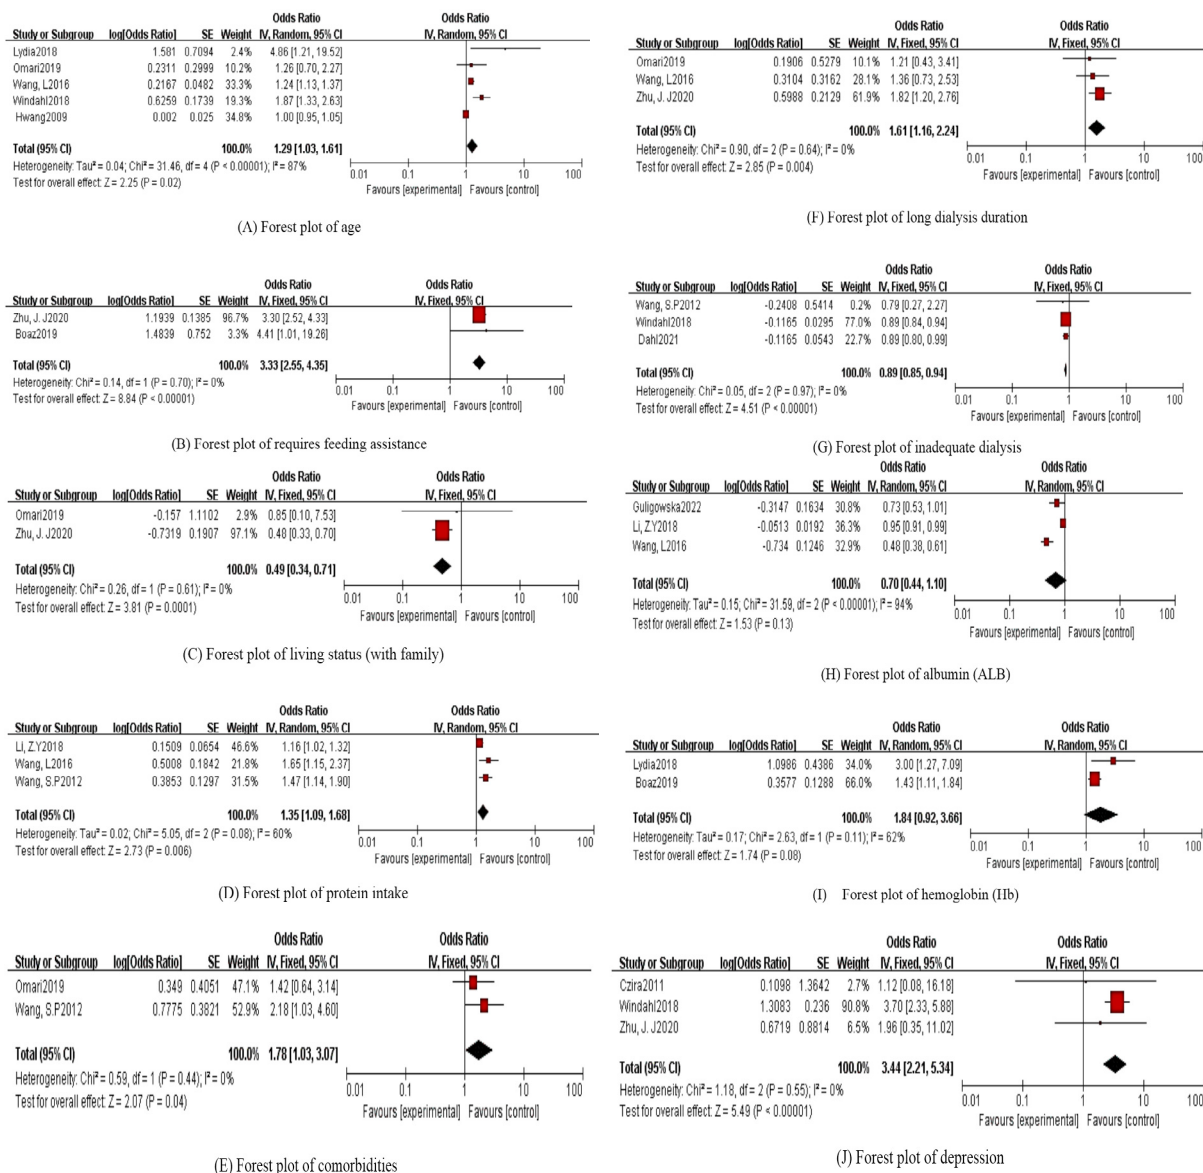 Odds Ratio Odds Ratio
Study or Subgroup log[Odds Ratio] SE Weight IV, Random, 95% CI IV, Random, 95% CI
Lydia2018 1.581 0.7094 2.4% 4.86 [1.21, 19.52]
Omari2019 0.2311 0.2999 10.2% 1.26 [0.70, 2.27]
Wang, L2016 0.2167 0.0482 33.3% 1.24 [1.13, 1.37]
Windahl2018 0.6259 0.1739 19.3% 1.87 [1.33, 2.63]
Hwang2009 0.002 0.025 34.8% 1.00 [0.95, 1.05]
Total (95% CI) 100.0% 1.29 [1.03, 1.61]
Heterogeneity: Tau² = 0.04; Chi² = 31.46, df = 4 (P < 0.00001); I² = 87%
Test for overall effect: Z = 2.25 (P = 0.02)
0.01 0.1 1 10 100
Favours [experimental] Favours [control]
(A) Forest plot of age
Odds Ratio Odds Ratio
Study or Subgroup log[Odds Ratio] SE Weight IV, Fixed, 95% CI IV, Fixed, 95% CI
Zhu, J. J2020 1.1939 0.1385 96.7% 3.30 [2.52, 4.33]
Boaz2019 1.4839 0.752 3.3% 4.41 [1.01, 19.26]
Total (95% CI) 100.0% 3.33 [2.55, 4.35]
Heterogeneity: Chi² = 0.14, df = 1 (P = 0.70); I² = 0%
Test for overall effect: Z = 8.84 (P < 0.00001)
0.01 0.1 1 10 100
Favours [experimental] Favours [control]
(B) Forest plot of requires feeding assistance
Odds Ratio Odds Ratio
Study or Subgroup log[Odds Ratio] SE Weight IV, Fixed, 95% CI IV, Fixed, 95% CI
Omari2019 -0.157 1.1102 2.9% 0.85 [0.10, 7.53]
Zhu, J. J2020 -0.7319 0.1907 97.1% 0.48 [0.33, 0.70]
Total (95% CI) 100.0% 0.49 [0.34, 0.71]
Heterogeneity: Chi² = 0.26, df = 1 (P = 0.61); I² = 0%
Test for overall effect: Z = 3.81 (P = 0.0001)
0.01 0.1 1 10 100
Favours [experimental] Favours [control]
(C) Forest plot of living status (with family)
Odds Ratio Odds Ratio
Study or Subgroup log[Odds Ratio] SE Weight IV, Random, 95% CI IV, Random, 95% CI
Li, Z.Y2018 0.1509 0.0654 46.6% 1.16 [1.02, 1.32]
Wang, L2016 0.5008 0.1842 21.8% 1.65 [1.15, 2.37]
Wang, S.P2012 0.3853 0.1297 31.5% 1.47 [1.14, 1.90]
Total (95% CI) 100.0% 1.35 [1.09, 1.68]
Heterogeneity: Tau² = 0.02; Chi² = 5.05, df = 2 (P = 0.08); I² = 60%
Test for overall effect: Z = 2.73 (P = 0.006)
0.01 0.1 1 10 100
Favours [experimental] Favours [control]
(D) Forest plot of protein intake
Odds Ratio Odds Ratio
Study or Subgroup log[Odds Ratio] SE Weight IV, Fixed, 95% CI IV, Fixed, 95% CI
Omari2019 0.349 0.4051 47.1% 1.42 [0.64, 3.14]
Wang, S.P2012 0.7775 0.3821 52.9% 2.18 [1.03, 4.60]
Total (95% CI) 100.0% 1.78 [1.03, 3.07]
Heterogeneity: Chi² = 0.59, df = 1 (P = 0.44); I² = 0%
Test for overall effect: Z = 2.07 (P = 0.04)
0.01 0.1 1 10 100
Favours [experimental] Favours [control]
(E) Forest plot of comorbidities
Odds Ratio Odds Ratio
Study or Subgroup log[Odds Ratio] SE Weight IV, Fixed, 95% CI IV, Fixed, 95% CI
Omari2019 0.1906 0.5279 10.1% 1.21 [0.43, 3.41]
Wang, L2016 0.3104 0.3162 28.1% 1.36 [0.73, 2.53]
Zhu, J. J2020 0.5988 0.2129 61.9% 1.82 [1.20, 2.76]
Total (95% CI) 100.0% 1.61 [1.16, 2.24]
Heterogeneity: Chi² = 0.90, df = 2 (P = 0.64); I² = 0%
Test for overall effect: Z = 2.85 (P = 0.004)
0.01 0.1 1 10 100
Favours [experimental] Favours [control]
(F) Forest plot of long dialysis duration
Odds Ratio Odds Ratio
Study or Subgroup log[Odds Ratio] SE Weight IV, Fixed, 95% CI IV, Fixed, 95% CI
Wang, S.P2012 -0.2408 0.5414 0.2% 0.79 [0.27, 2.27]
Windahl2018 -0.1165 0.0295 77.0% 0.89 [0.84, 0.94]
Dahl2021 -0.1165 0.0543 22.7% 0.89 [0.80, 0.99]
Total (95% CI) 100.0% 0.89 [0.85, 0.94]
Heterogeneity: Chi² = 0.05, df = 2 (P = 0.97); I² = 0%
Test for overall effect: Z = 4.51 (P < 0.00001)
0.01 0.1 1 10 100
Favours [experimental] Favours [control]
(G) Forest plot of inadequate dialysis
Odds Ratio Odds Ratio
Study or Subgroup log[Odds Ratio] SE Weight IV, Random, 95% CI IV, Random, 95% CI
Guligowska2022 -0.3147 0.1634 30.8% 0.73 [0.53, 1.01]
Li, Z.Y2018 -0.0513 0.0192 36.3% 0.95 [0.91, 0.99]
Wang, L2016 -0.734 0.1246 32.9% 0.48 [0.38, 0.61]
Total (95% CI) 100.0% 0.70 [0.44, 1.10]
Heterogeneity: Tau² = 0.15; Chi² = 31.59, df = 2 (P < 0.00001); I² = 94%
Test for overall effect: Z = 1.53 (P = 0.13)
0.01 0.1 1 10 100
Favours [experimental] Favours [control]
(H) Forest plot of albumin (ALB)
Odds Ratio Odds Ratio
Study or Subgroup log[Odds Ratio] SE Weight IV, Random, 95% CI IV, Random, 95% CI
Lydia2018 1.0986 0.4386 34.0% 3.00 [1.27, 7.09]
Boaz2019 0.3577 0.1288 66.0% 1.43 [1.11, 1.84]
Total (95% CI) 100.0% 1.84 [0.92, 3.66]
Heterogeneity: Tau² = 0.17; Chi² = 2.63, df = 1 (P = 0.11); I² = 62%
Test for overall effect: Z = 1.74 (P = 0.08)
0.01 0.1 1 10 100
Favours [experimental] Favours [control]
(I) Forest plot of hemoglobin (Hb)
Odds Ratio Odds Ratio
Study or Subgroup log[Odds Ratio] SE Weight IV, Fixed, 95% CI IV, Fixed, 95% CI
Czira2011 0.1098 1.3642 2.7% 1.12 [0.08, 16.18]
Windahl2018 1.3083 0.236 90.8% 3.70 [2.33, 5.88]
Zhu, J. J2020 0.6719 0.8814 6.5% 1.96 [0.35, 11.02]
Total (95% CI) 100.0% 3.44 [2.21, 5.34]
Heterogeneity: Chi² = 1.18, df = 2 (P = 0.55); I² = 0%
Test for overall effect: Z = 5.49 (P < 0.00001)
0.01 0.1 1 10 100
Favours [experimental] Favours [control]
(J) Forest plot of depression